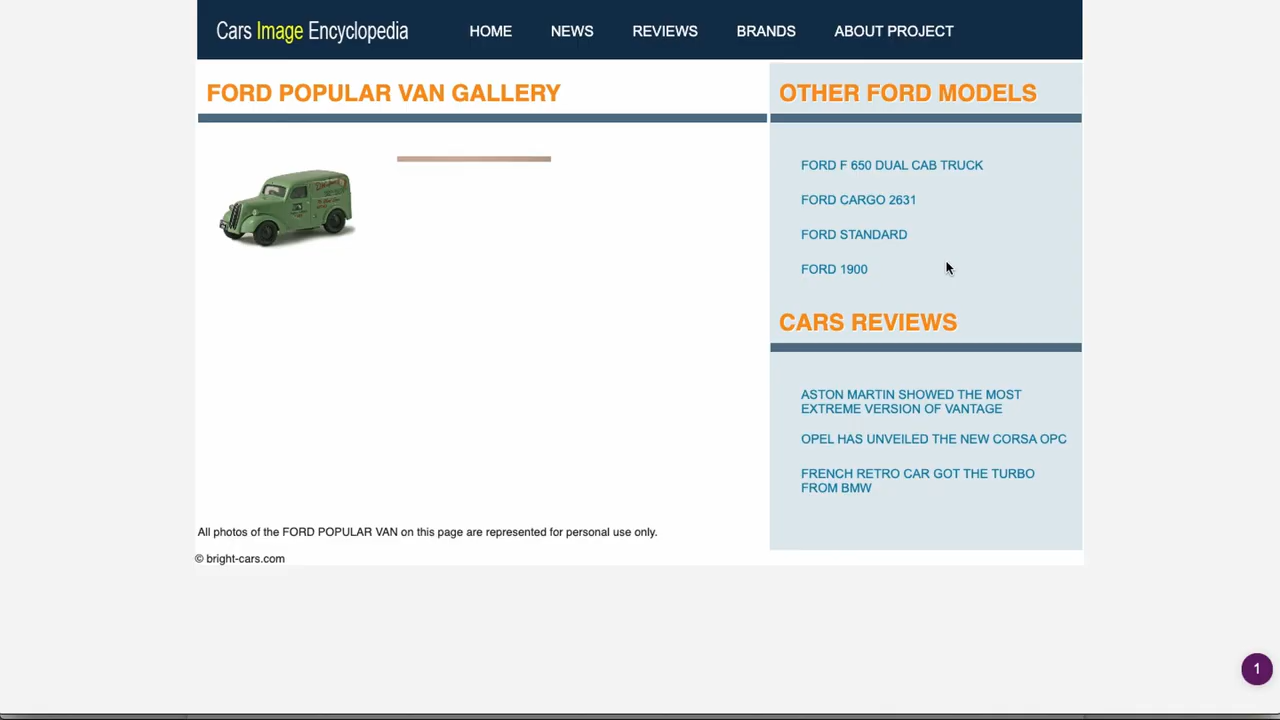 Cars Image Encyclopedia
HOME
NEWS
REVIEWS
BRANDS
ABOUT PROJECT
FORD POPULAR VAN GALLERY
OTHER FORD MODELS
FORD F 650 DUAL CAB TRUCK
FORD CARGO 2631
FORD STANDARD
FORD 1900
CARS REVIEWS
ASTON MARTIN SHOWED THE MOST
EXTREME VERSION OF VANTAGE
OPEL HAS UNVEILED THE NEW CORSA OPC
FRENCH RETRO CAR GOT THE TURBO
FROM BMW
All photos of the FORD POPULAR VAN on this page are represented for personal use only.
© bright-cars.com
1